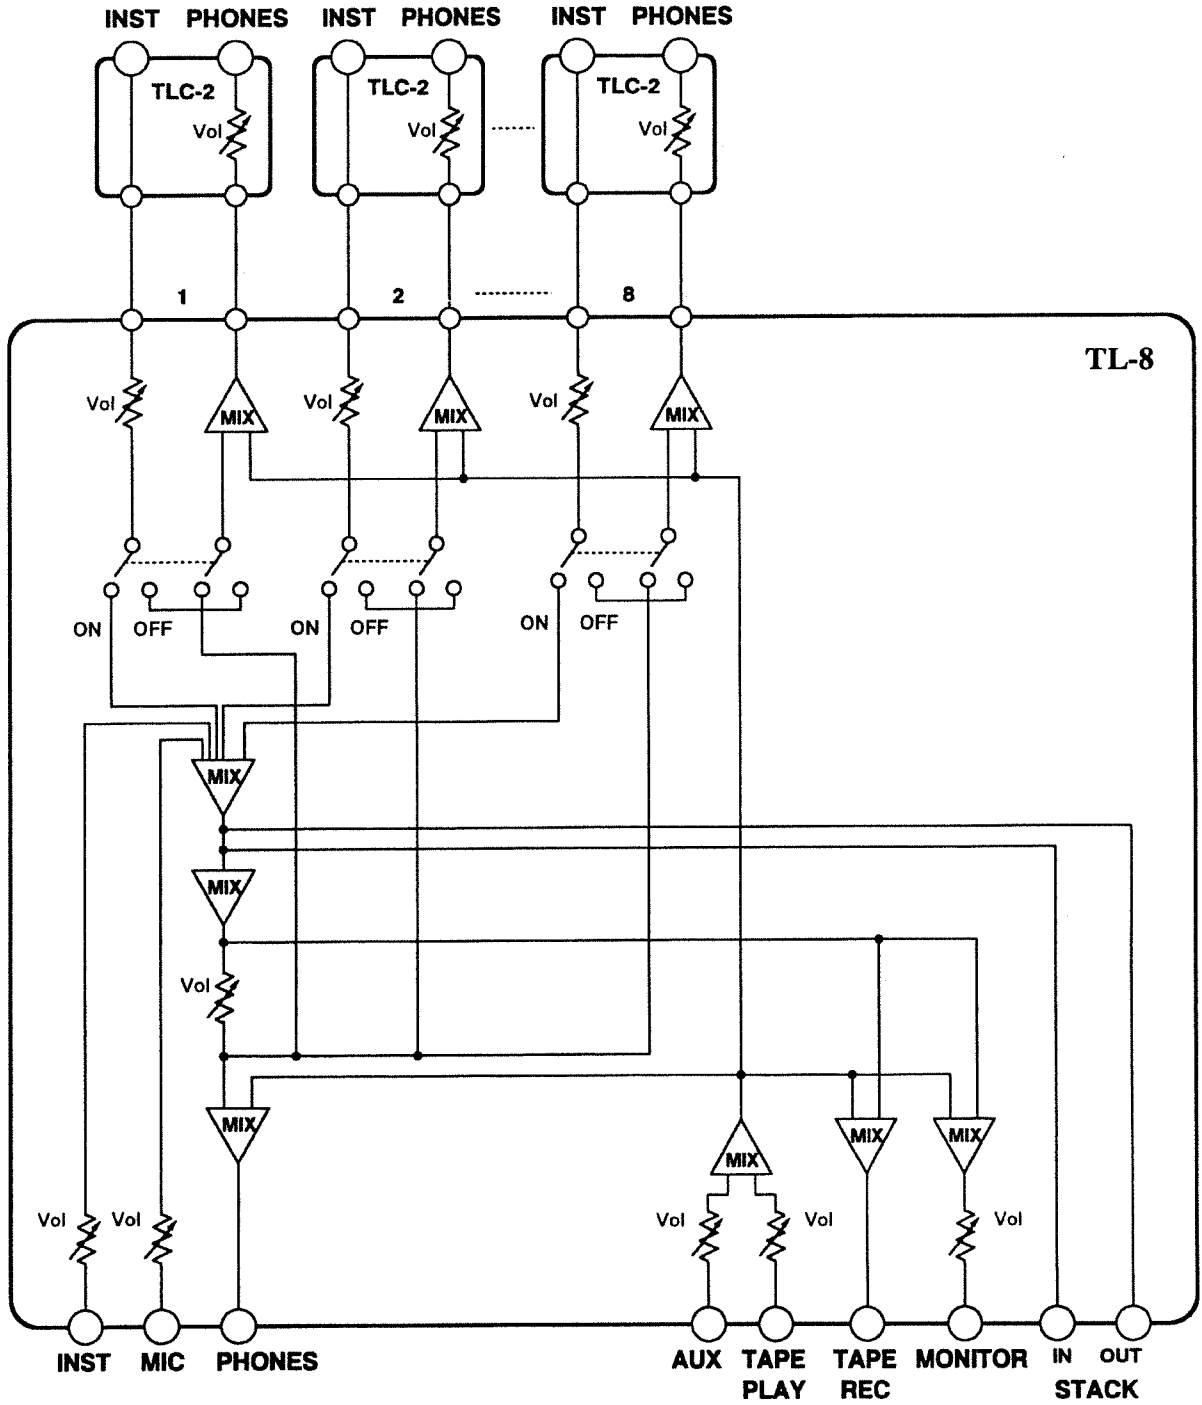 INST PHONES INST PHONES INST PHONES
TLC-2 TLC-2 TLC-2
Vol Vol Vol
1 2 8
TL-8
Vol Vol Vol
MIX MIX MIX
ON OFF ON OFF ON OFF
MIX
MIX
Vol
MIX MIX MIX
MIX
Vol Vol Vol Vol Vol
INST MIC PHONES AUX TAPE PLAY TAPE REC MONITOR IN OUT
STACK